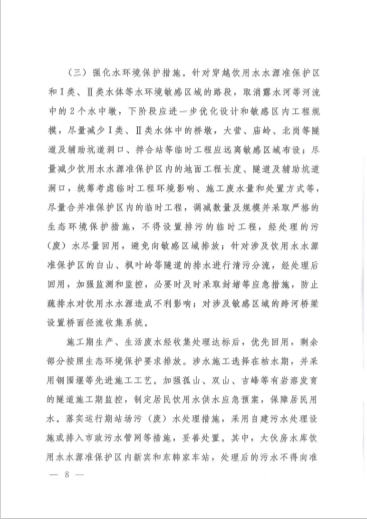 （三）强化水环境保护措施。针对穿越饮用水水源准保护区
和Ⅰ类、Ⅱ类水体等水环境敏感区域的路段，取消露水河等河流
中的2个水中墩，下阶段应进一步优化设计和敏感区内工程规
模，尽量减少Ⅰ类、Ⅱ类水体中的桥墩，大营、庙岭、北岗等隧
道及辅助坑道洞口、拌合站等临时工程应远离敏感区域布设；尽
量减少饮用水水源准保护区内的地面工程长度、隧道及辅助坑道
洞口，统筹考虑临时工程环境影响、施工废水量和处置方式等，
尽量合并准保护区内的临时工程，调减数量及规模并采取严格的
生态环境保护措施，不得设置排污的临时工程，经处理的污
（废）水尽量回用，避免向敏感区域排放；针对涉及饮用水水源
准保护区的白山、枫叶岭等隧道的排水进行清污分流，经处理后
回用，加强监测和监控，必要时及时采取封堵等应急措施，防止
疏排水对饮用水水源造成不利影响；对涉及敏感区域的跨河桥梁
设置桥面径流收集系统。
施工期生产、生活废水经收集处理达标后，优先回用，剩余
部分按照生态环境保护要求排放。涉水施工选择在枯水期，并采
用钢围堰等先进施工工艺。加强孤山、双山、吉峰等有岩溶发育
的隧道施工期监控，制定居民饮用水供水应急预案，保障居民用
水。落实运行期站场污（废）水处理措施，采用自建污水处理设
施或排入市政污水管网等措施，妥善处置。其中，大伙房水库饮
用水水源准保护区内新宾和东韩家车站，处理后的污水不得向准
— 8 —